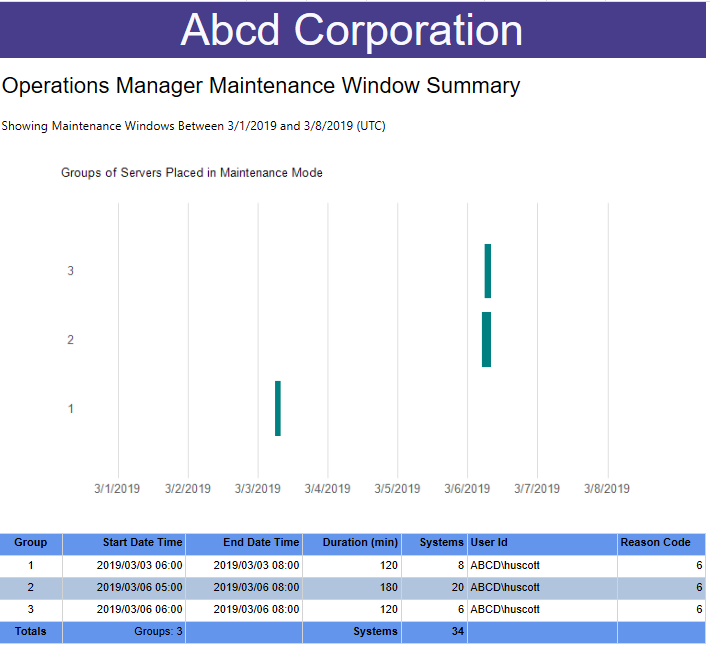 Abcd Corporation
Operations Manager Maintenance Window Summary
Showing Maintenance Windows Between 3/1/2019 and 3/8/2019 (UTC)
Groups of Servers Placed in Maintenance Mode
3
2
1
3/1/2019 3/2/2019 3/3/2019 3/4/2019 3/5/2019 3/6/2019 3/7/2019 3/8/2019
Group Start Date Time End Date Time Duration (min) Systems User Id Reason Code
1 2019/03/03 06:00 2019/03/03 08:00 120 8 ABCD\huscott 6
2 2019/03/06 05:00 2019/03/06 08:00 180 20 ABCD\huscott 6
3 2019/03/06 06:00 2019/03/06 08:00 120 6 ABCD\huscott 6
Totals Groups: 3 Systems 34